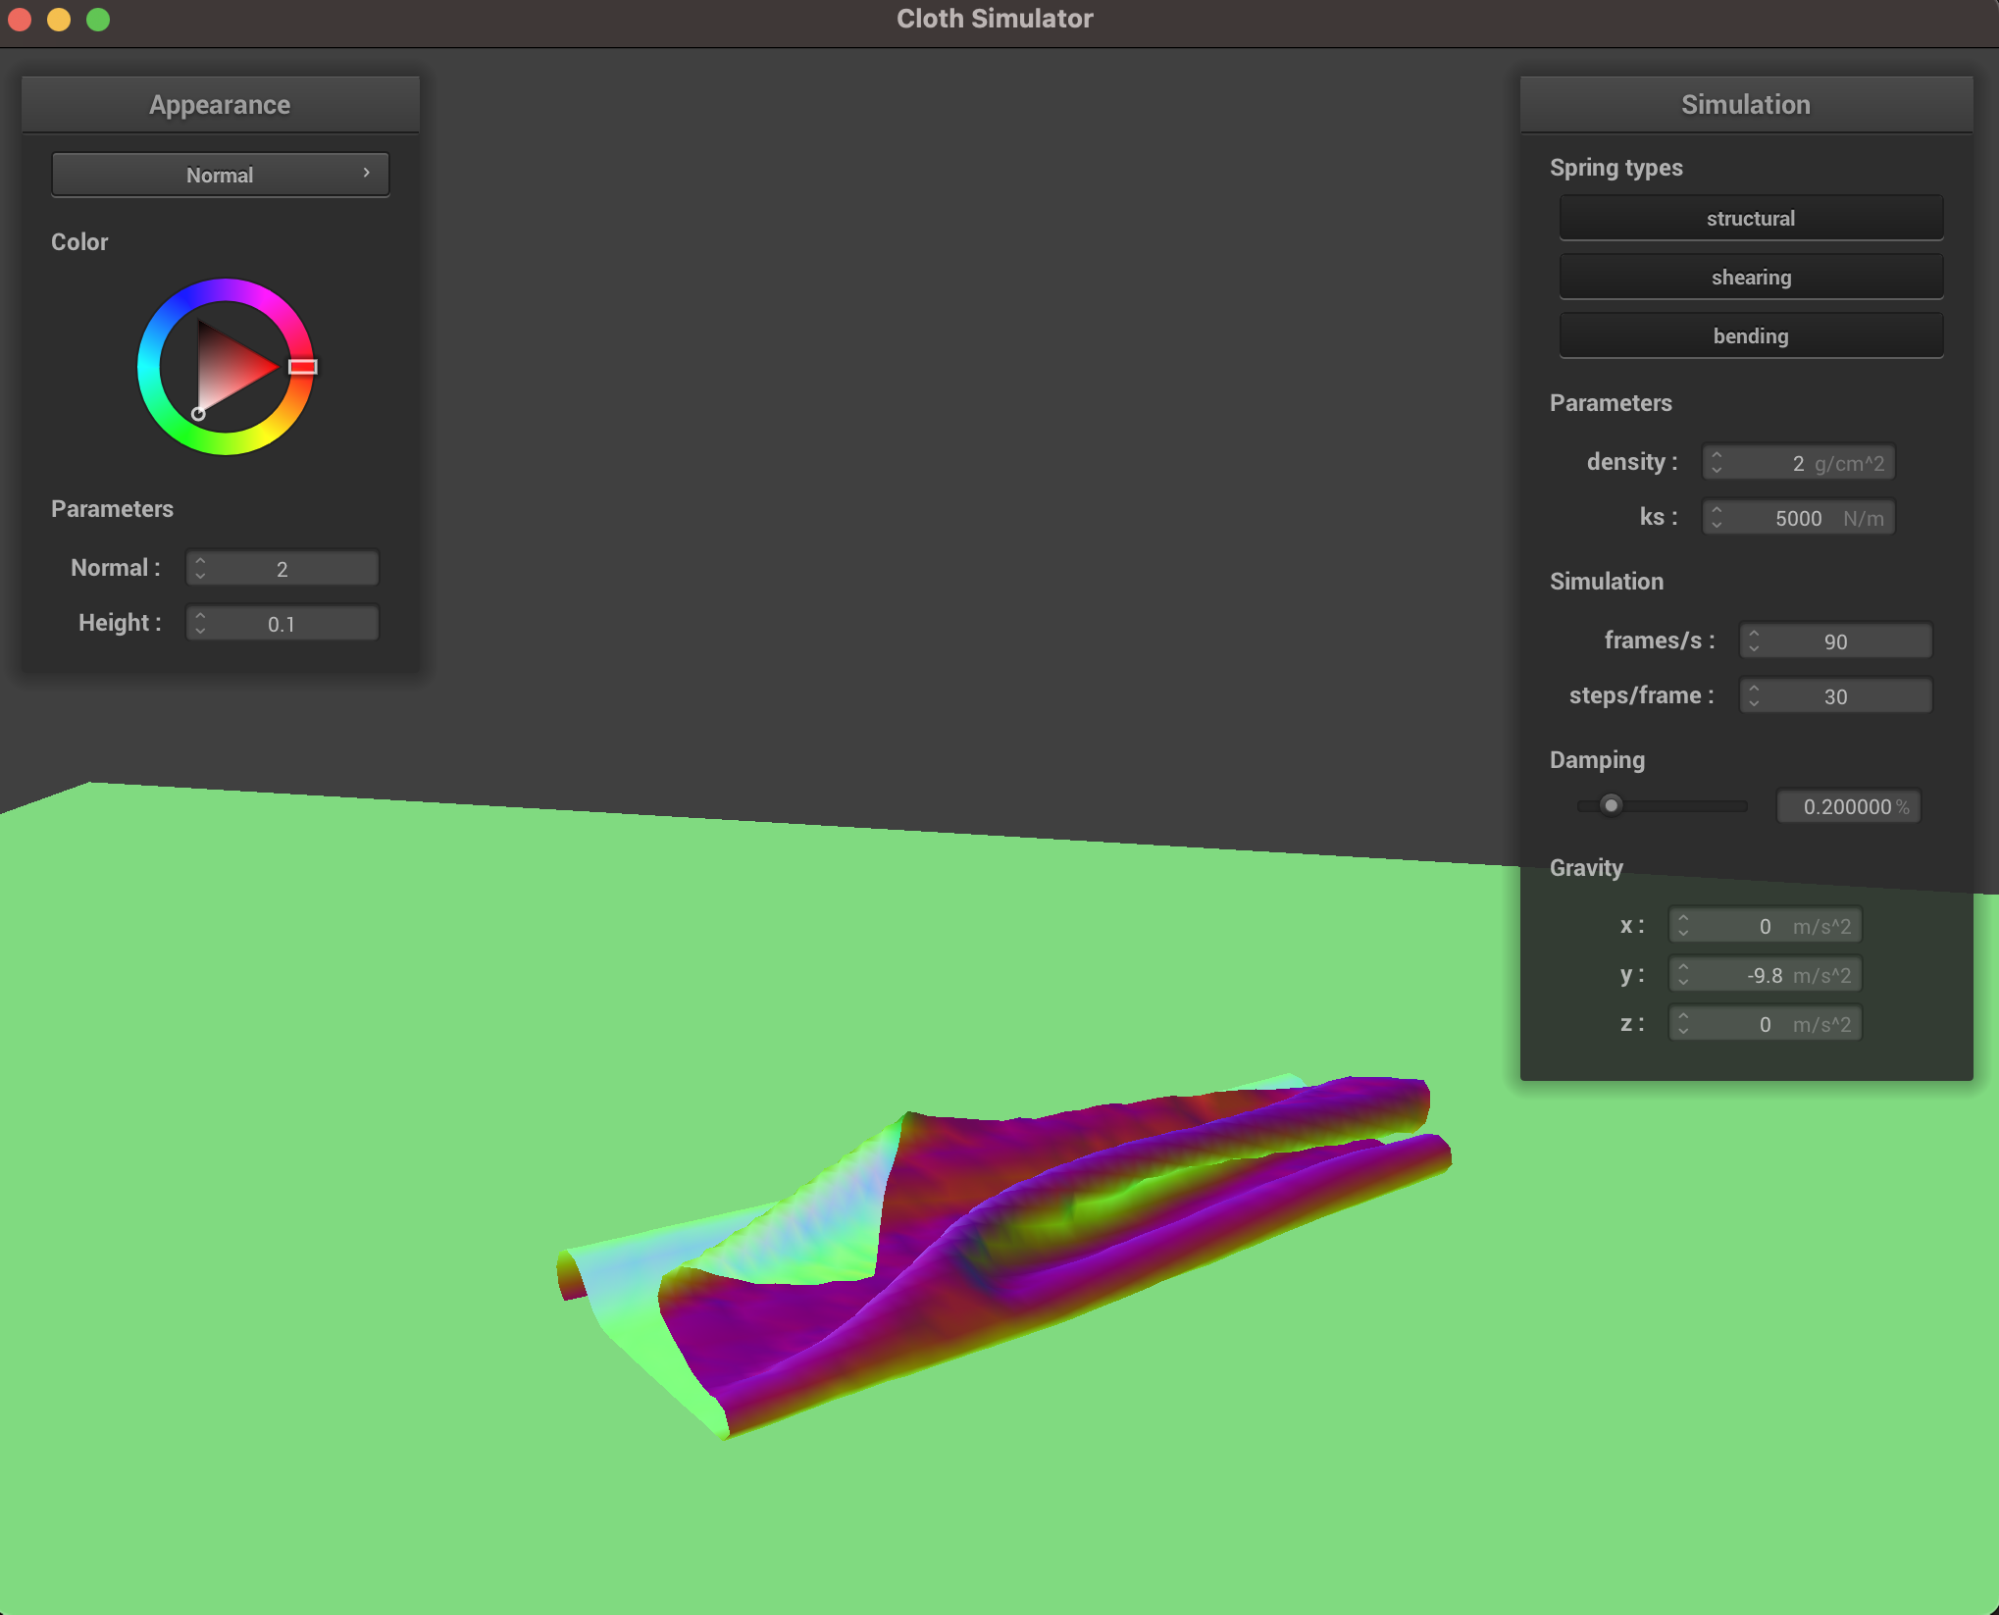 Cloth Simulator
Appearance
Normal
Color
Parameters
Normal : 2
Height : 0.1
Simulation
Spring types
structural
shearing
bending
Parameters
density : 2 g/cm^2
ks : 5000 N/m
Simulation
frames/s : 90
steps/frame : 30
Damping
0.200000 %
Gravity
x : 0 m/s^2
y : -9.8 m/s^2
z : 0 m/s^2